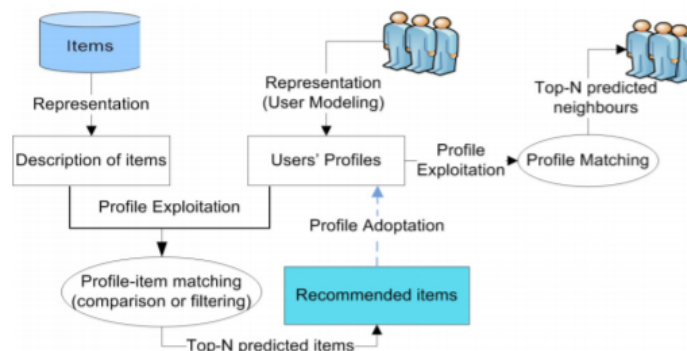 Items
Representation
(User Modeling)
Top-N predicted
neighbours
Representation
Description of items
Users' Profiles
Profile
Exploitation
Profile Matching
Profile Exploitation
Profile Adoptation
Profile-item matching
(comparison or filtering)
Recommended items
Top-N predicted items